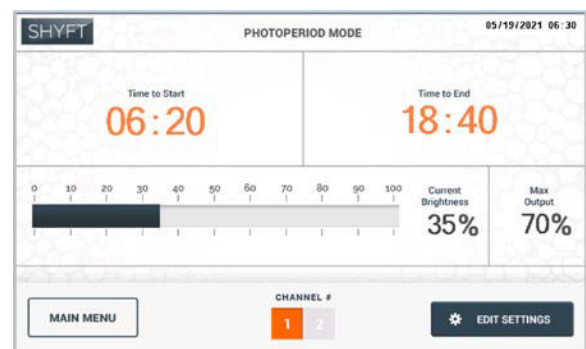 SHYFT
PHOTOPERIOD MODE
05/19/2021 06:30
Time to Start
06:20
Time to End
18:40
0 10 20 30 40 50 60 70 80 90 100
Current
Brightness
35%
Max
Output
70%
MAIN MENU
CHANNEL #
1 2
EDIT SETTINGS